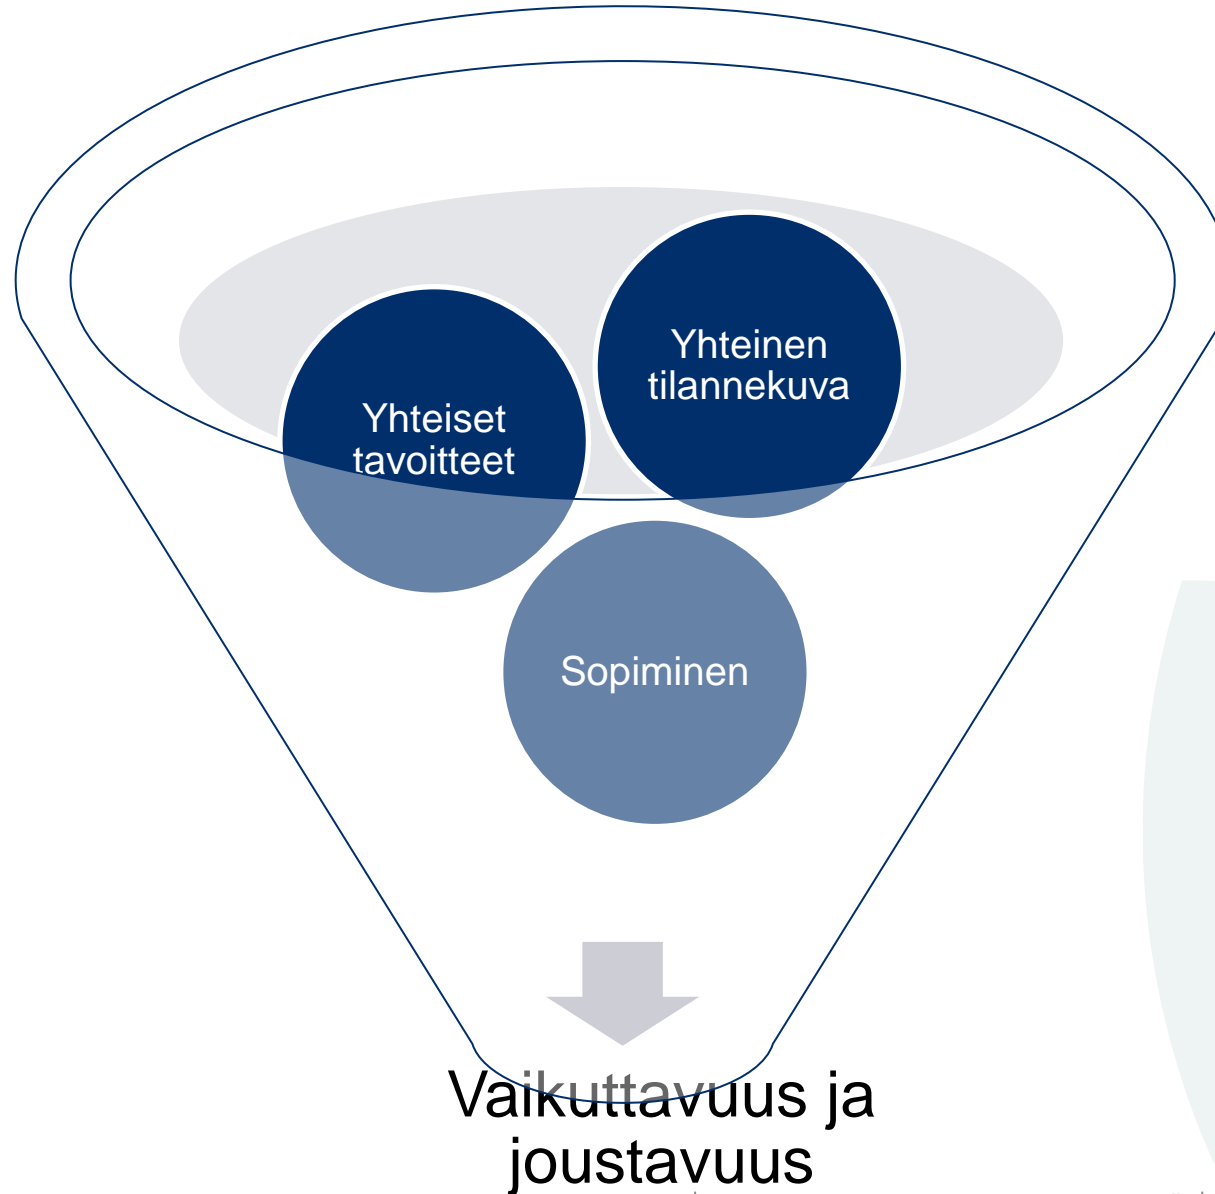 Yhteinen
tilannekuva
Yhteiset
tavoitteet
Sopiminen
Vaikuttavuus ja
joustavuus